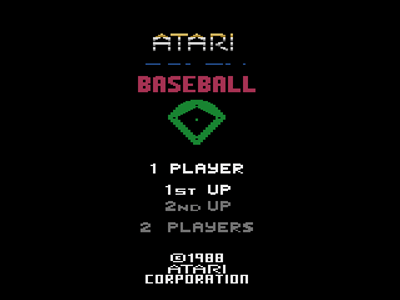 ATARI
BASEBALL
1 PLAYER
1ST UP
2ND UP
2 PLAYERS
©1988
ATARI
CORPORATION